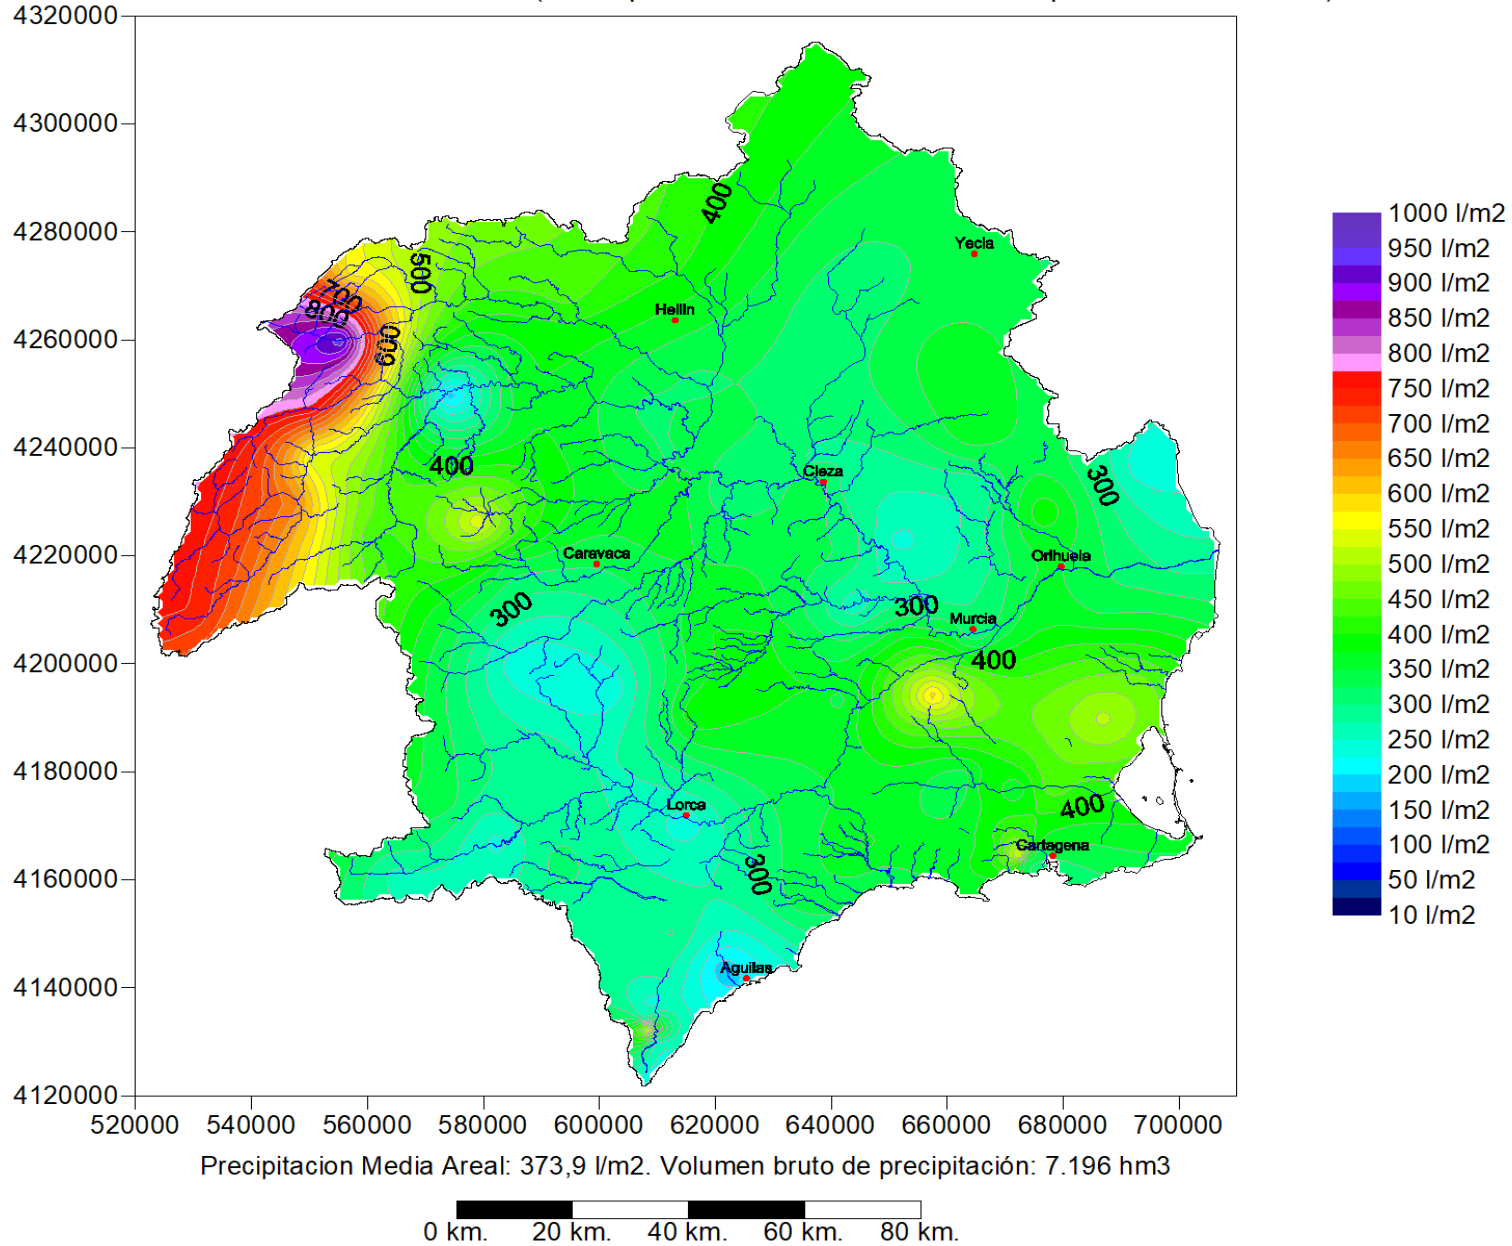 4320000
4300000
4280000
4260000
4240000
4220000
4200000
4180000
4160000
4140000
4120000
520000 540000 560000 580000 600000 620000 640000 660000 680000 700000
400
Yecla
500
700
800
Hellín
600
400
Cieza
300
Caravaca
Orihuela
300
300
Murcia
400
Lorca
400
Cartagena
300
Aguilas
1000 l/m2
950 l/m2
900 l/m2
850 l/m2
800 l/m2
750 l/m2
700 l/m2
650 l/m2
600 l/m2
550 l/m2
500 l/m2
450 l/m2
400 l/m2
350 l/m2
300 l/m2
250 l/m2
200 l/m2
150 l/m2
100 l/m2
50 l/m2
10 l/m2
Precipitacion Media Areal: 373,9 l/m2. Volumen bruto de precipitación: 7.196 hm3
0 km. 20 km. 40 km. 60 km. 80 km.